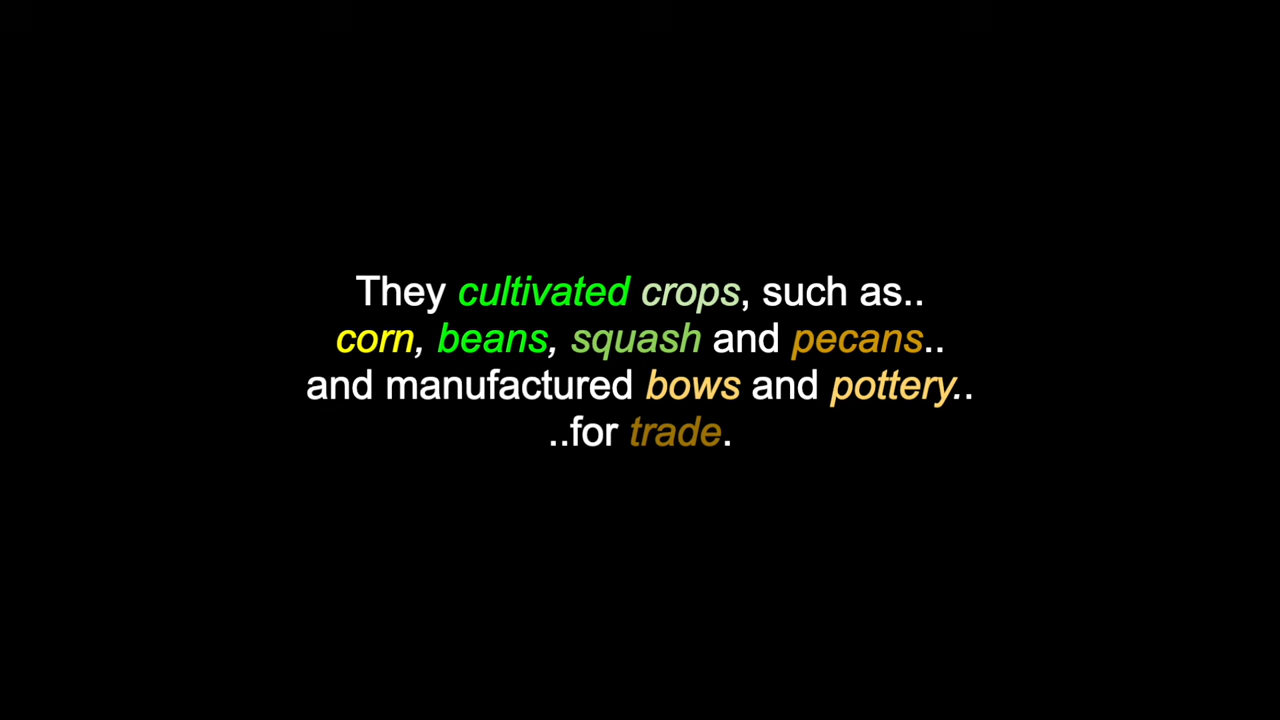 They cultivated crops, such as..
corn, beans, squash and pecans..
and manufactured bows and pottery..
..for trade.